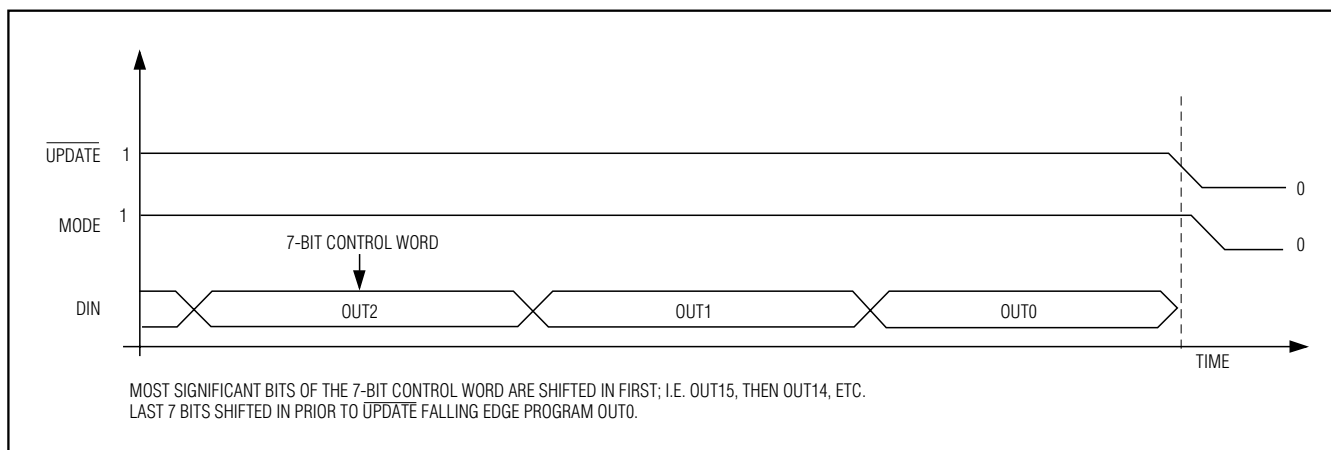 UPDATE 1
0
MODE 1
0
7-BIT CONTROL WORD
DIN OUT2 OUT1 OUT0
TIME
MOST SIGNIFICANT BITS OF THE 7-BIT CONTROL WORD ARE SHIFTED IN FIRST; I.E. OUT15, THEN OUT14, ETC.
LAST 7 BITS SHIFTED IN PRIOR TO UPDATE FALLING EDGE PROGRAM OUT0.